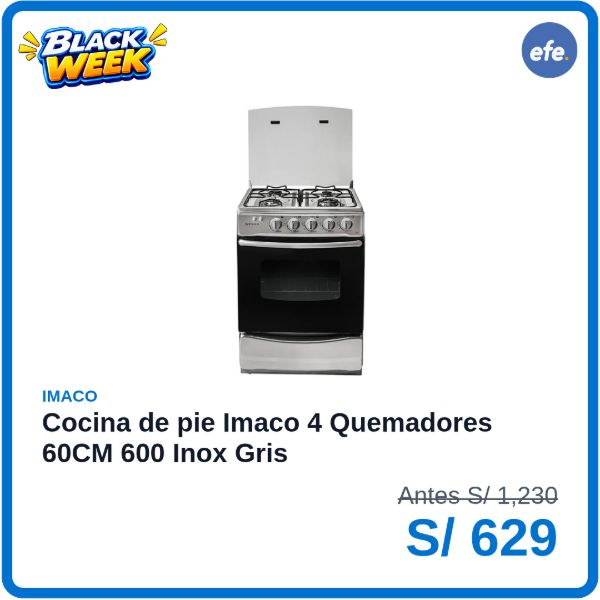 BLACK
WEEK
efe.
IMACO
Cocina de pie Imaco 4 Quemadores
60CM 600 Inox Gris
Antes S/ 1,230
S/ 629